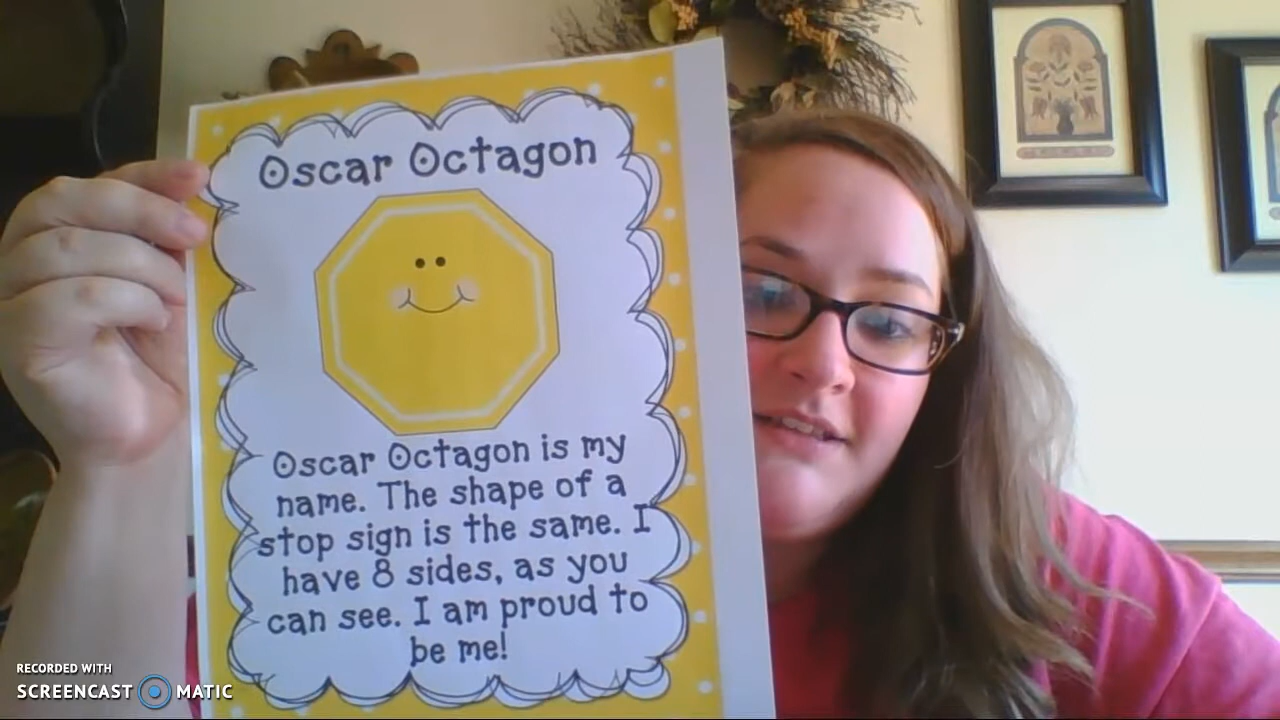 Oscar Octagon
Oscar Octagon is my
name. The shape of a
stop sign is the same. I
have 8 sides, as you
can see. I am proud to
be me!
RECORDED WITH
SCREENCAST MATIC